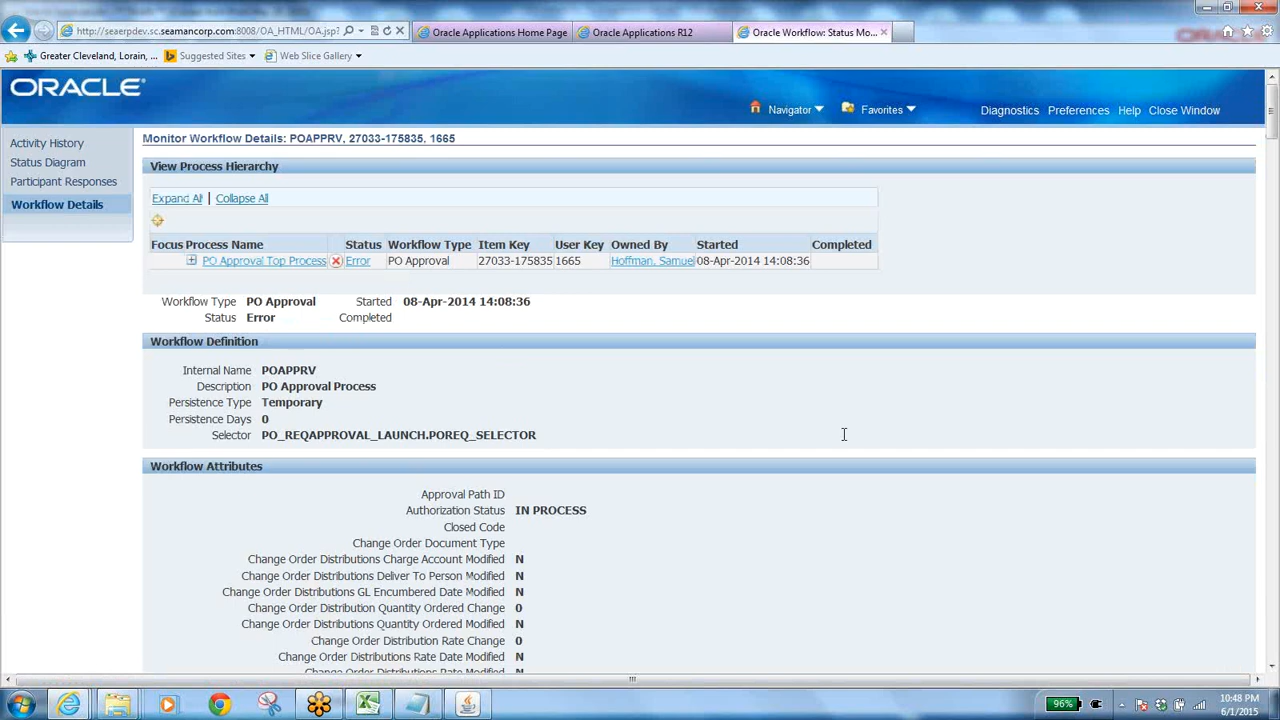 http://seaerpdev.sc.seamancorp.com:8008/OA_HTML/OA.jsp?
Oracle Applications Home Page
Oracle Applications R12
Oracle Workflow: Status Mo...
Greater Cleveland, Lorain, ...
Suggested Sites
Web Slice Gallery
ORACLE
Navigator
Favorites
Diagnostics
Preferences
Help
Close Window
Activity History
Status Diagram
Participant Responses
Workflow Details
Monitor Workflow Details: POAPPRV, 27033-175835, 1665
View Process Hierarchy
Expand All | Collapse All
Focus Process Name Status Workflow Type Item Key User Key Owned By Started Completed
PO Approval Top Process Error PO Approval 27033-175835 1665 Hoffman, Samuel 08-Apr-2014 14:08:36
Workflow Type PO Approval Started 08-Apr-2014 14:08:36
Status Error Completed
Workflow Definition
Internal Name POAPPRV
Description PO Approval Process
Persistence Type Temporary
Persistence Days 0
Selector PO_REQAPPROVAL_LAUNCH.POREQ_SELECTOR
Workflow Attributes
Approval Path ID
Authorization Status IN PROCESS
Closed Code
Change Order Document Type
Change Order Distributions Charge Account Modified N
Change Order Distributions Deliver To Person Modified N
Change Order Distributions GL Encumbered Date Modified N
Change Order Distribution Quantity Ordered Change 0
Change Order Distributions Quantity Ordered Modified N
Change Order Distribution Rate Change 0
Change Order Distributions Rate Date Modified N
Change Order Distributions Rate Modified N
96%
10:48 PM
6/1/2015